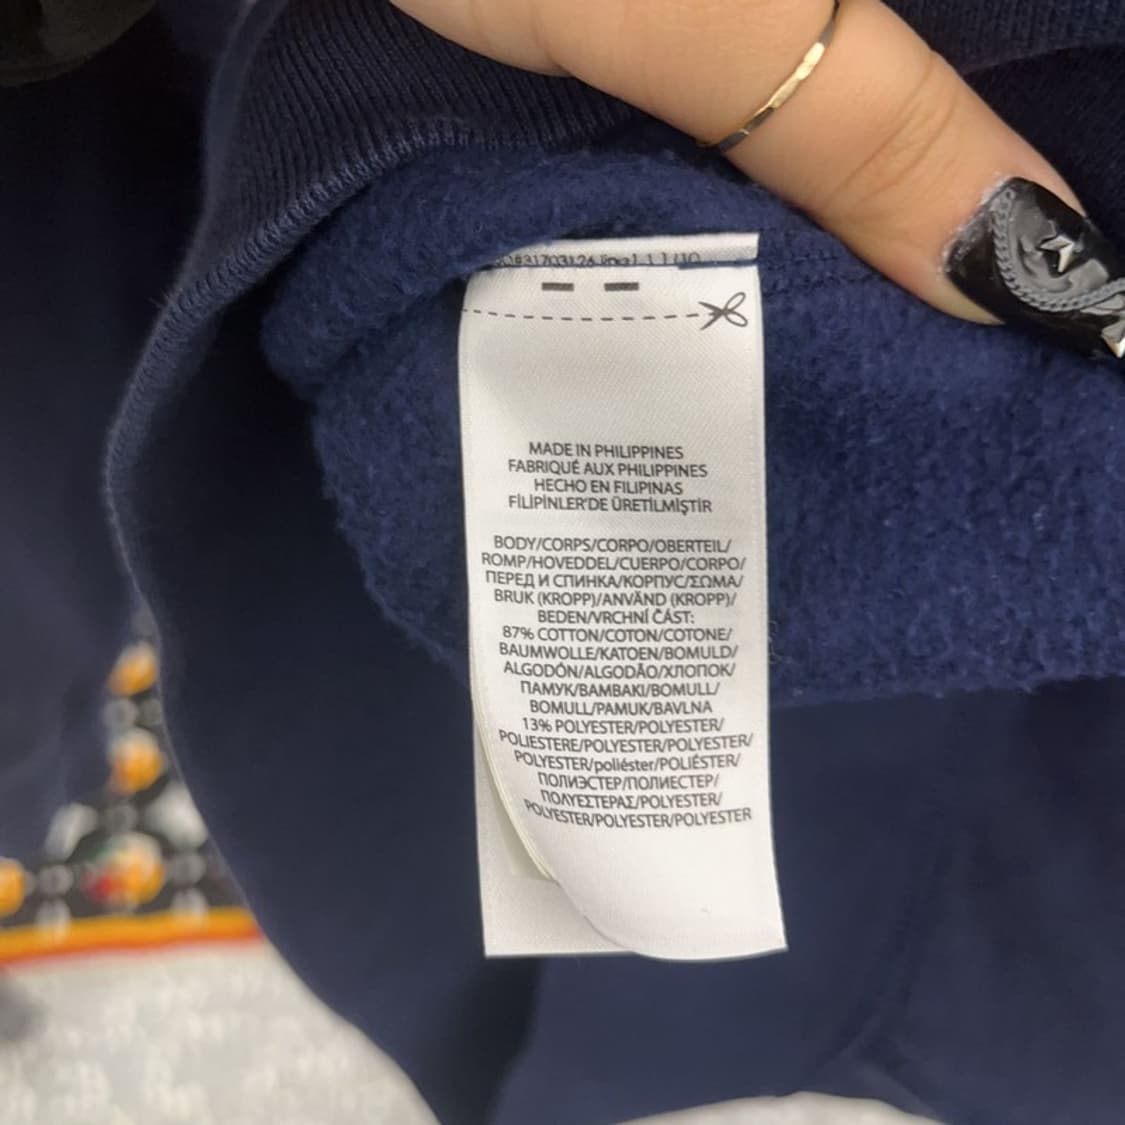 MADE IN PHILIPPINES
FABRIQUÉ AUX PHILIPPINES
HECHO EN FILIPINAS
FİLİPİNLER'DE ÜRETİLMİŞTİR
BODY/CORPS/CORPO/OBERTEIL/
ROMP/HOVEDDEL/CUERPO/CORPO/
ПЕРЕД И СПИНКА/КОРПУС/ΣΩΜΑ/
BRUK (KROPP)/ANVÄND (KROPP)/
BEDEN/VRCHNÍ ČÁST:
87% COTTON/COTON/COTONE/
BAUMWOLLE/KATOEN/BOMULD/
ALGODÓN/ALGODÃO/ХЛОПОК/
ПАМУК/BAMBAKI/BOMULL/
BOMULL/PAMUK/BAVLNA
13% POLYESTER/POLYESTER/
POLIESTERE/POLYESTER/POLYESTER/
POLYESTER/poliéster/POLIÉSTER/
ПОЛИЭСТЕР/ПОЛИЕСТЕР/
ΠΟΛΥΕΣΤΕΡΑΣ/POLYESTER/
POLYESTER/POLYESTER/POLYESTER